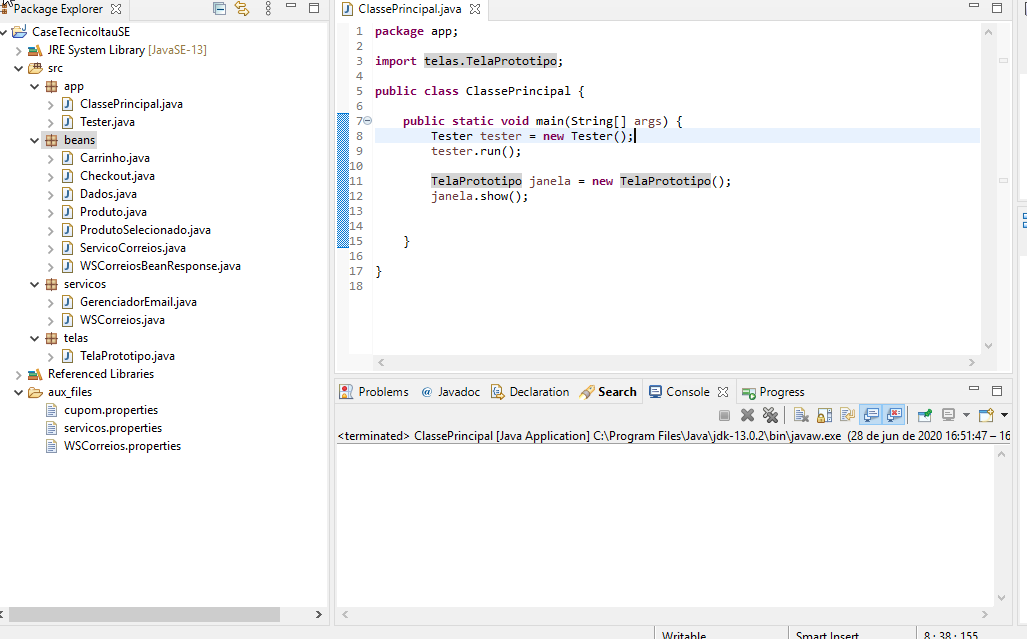 Package Explorer
CaseTecnicoItauSE
JRE System Library [JavaSE-13]
src
app
ClassePrincipal.java
Tester.java
beans
Carrinho.java
Checkout.java
Dados.java
Produto.java
ProdutoSelecionado.java
ServicoCorreios.java
WSCorreiosBeanResponse.java
servicos
GerenciadorEmail.java
WSCorreios.java
telas
TelaPrototipo.java
Referenced Libraries
aux_files
cupom.properties
servicos.properties
WSCorreios.properties
ClassePrincipal.java
1 package app;
2
3 import telas.TelaPrototipo;
4
5 public class ClassePrincipal {
6
7 public static void main(String[] args) {
8 Tester tester = new Tester();
9 tester.run();
10
11 TelaPrototipo janela = new TelaPrototipo();
12 janela.show();
13
14
15 }
16
17 }
18
Problems @ Javadoc Declaration Search Console Progress
<terminated> ClassePrincipal [Java Application] C:\Program Files\Java\jdk-13.0.2\bin\javaw.exe (28 de jun de 2020 16:51:47 – 16
Writable Smart Insert 8 : 38 : 155